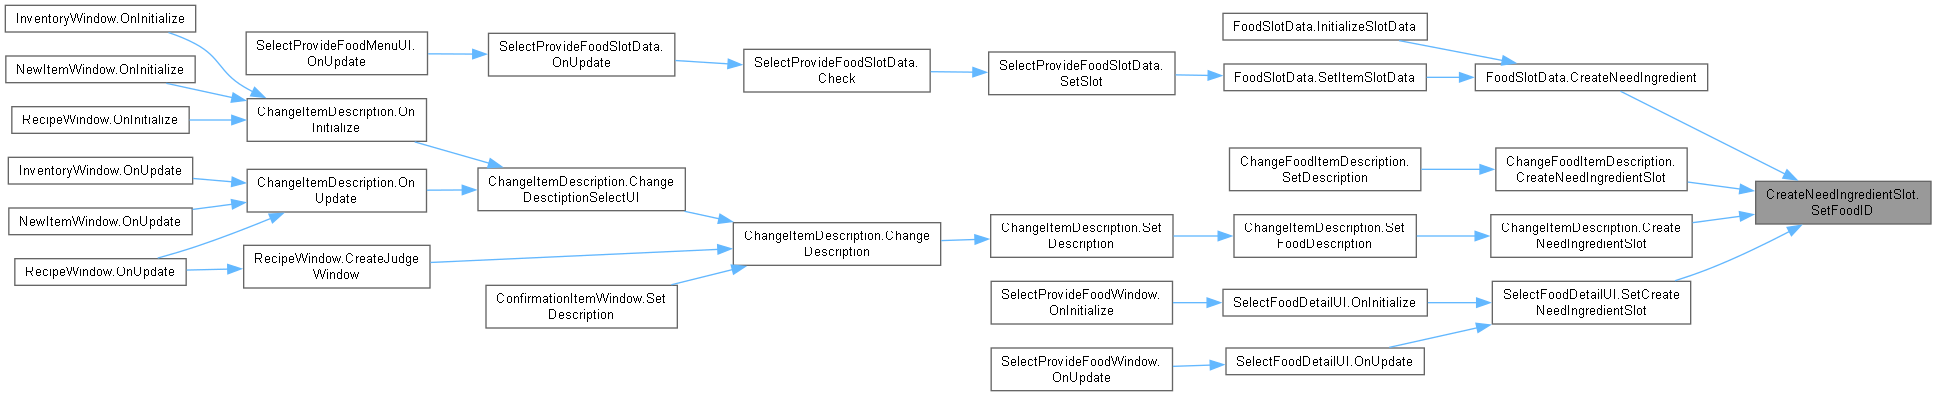 InventoryWindow.OnInitialize
NewItemWindow.OnInitialize
RecipeWindow.OnInitialize
InventoryWindow.OnUpdate
NewItemWindow.OnUpdate
RecipeWindow.OnUpdate
SelectProvideFoodMenuUI.
OnUpdate
ChangeItemDescription.On
Initialize
ChangeItemDescription.On
Update
RecipeWindow.CreateJudge
Window
SelectProvideFoodSlotData.
OnUpdate
ChangeItemDescription.Change
DesctiptionSelectUI
ConfirmationItemWindow.Set
Description
SelectProvideFoodSlotData.
Check
ChangeItemDescription.Change
Description
SelectProvideFoodSlotData.
SetSlot
ChangeItemDescription.Set
Description
SelectProvideFoodWindow.
OnInitialize
SelectProvideFoodWindow.
OnUpdate
FoodSlotData.InitializeSlotData
FoodSlotData.SetItemSlotData
ChangeFoodItemDescription.
SetDescription
ChangeItemDescription.Set
FoodDescription
SelectFoodDetailUI.OnInitialize
SelectFoodDetailUI.OnUpdate
FoodSlotData.CreateNeedIngredient
ChangeFoodItemDescription.
CreateNeedIngredientSlot
ChangeItemDescription.Create
NeedIngredientSlot
SelectFoodDetailUI.SetCreate
NeedIngredientSlot
CreateNeedIngredientSlot.
SetFoodID